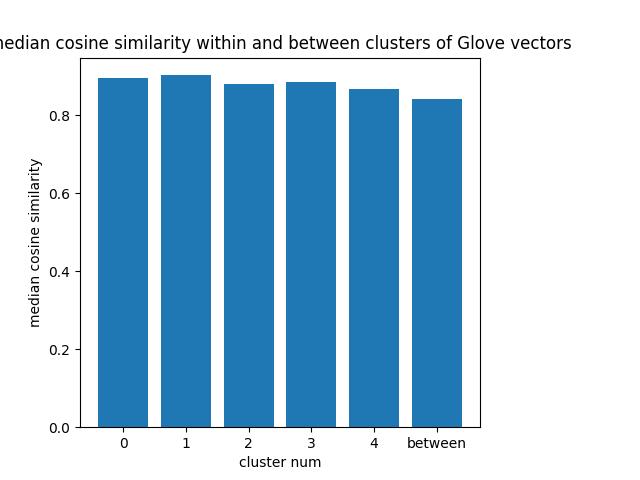 nedian cosine similarity within and between clusters of Glove vectors
median cosine similarity
0.8
0.6
0.4
0.2
0.0
0 1 2 3 4 between
cluster num